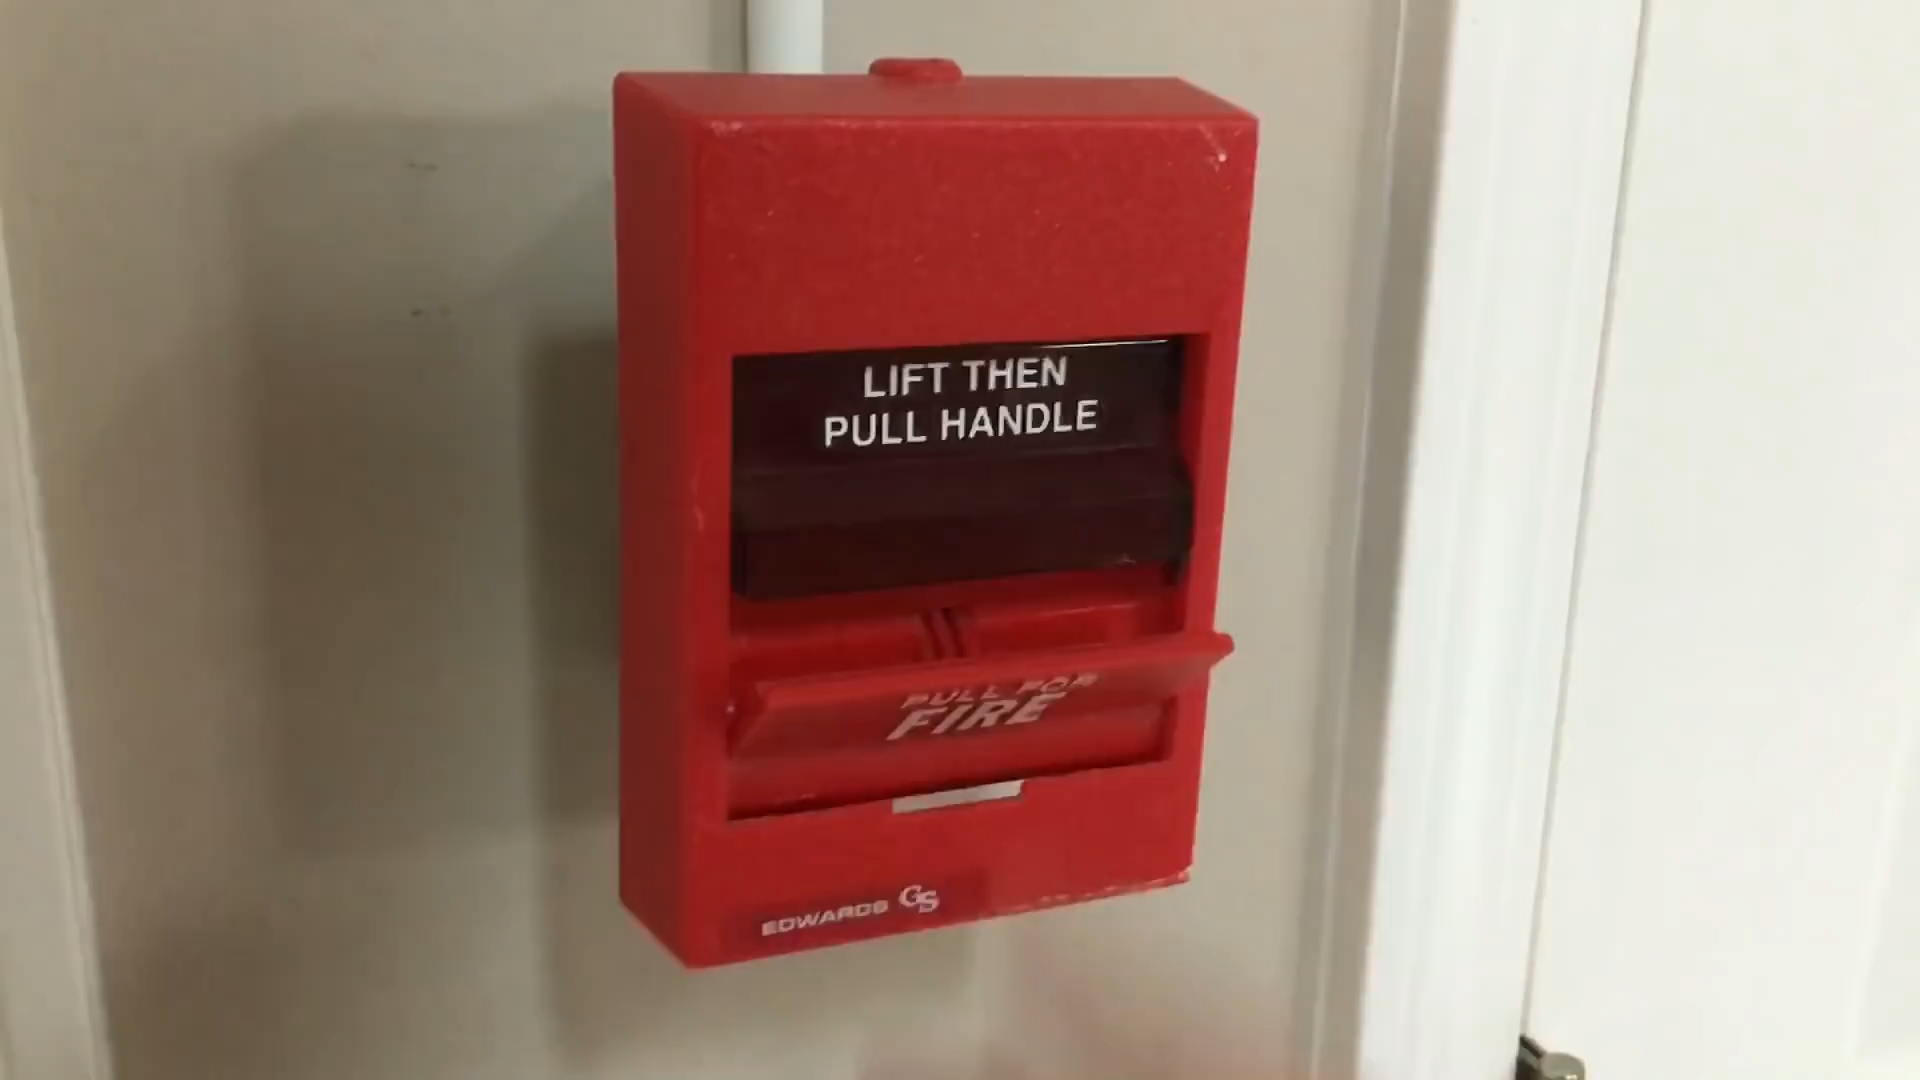 LIFT THEN
PULL HANDLE
PULL FOR
FIRE
EDWARDS GS